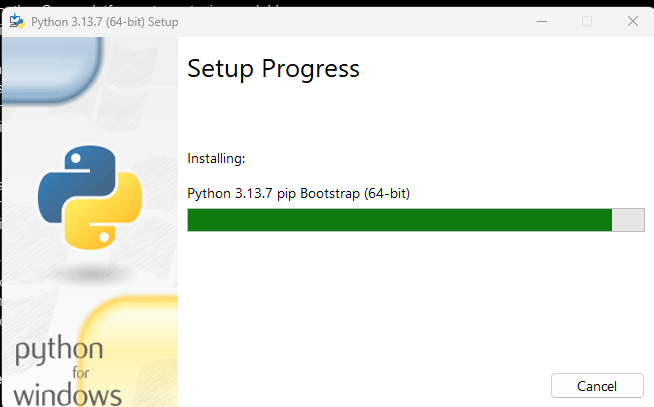 Python 3.13.7 (64-bit) Setup
Setup Progress
Installing:
Python 3.13.7 pip Bootstrap (64-bit)
python
for
windows
Cancel